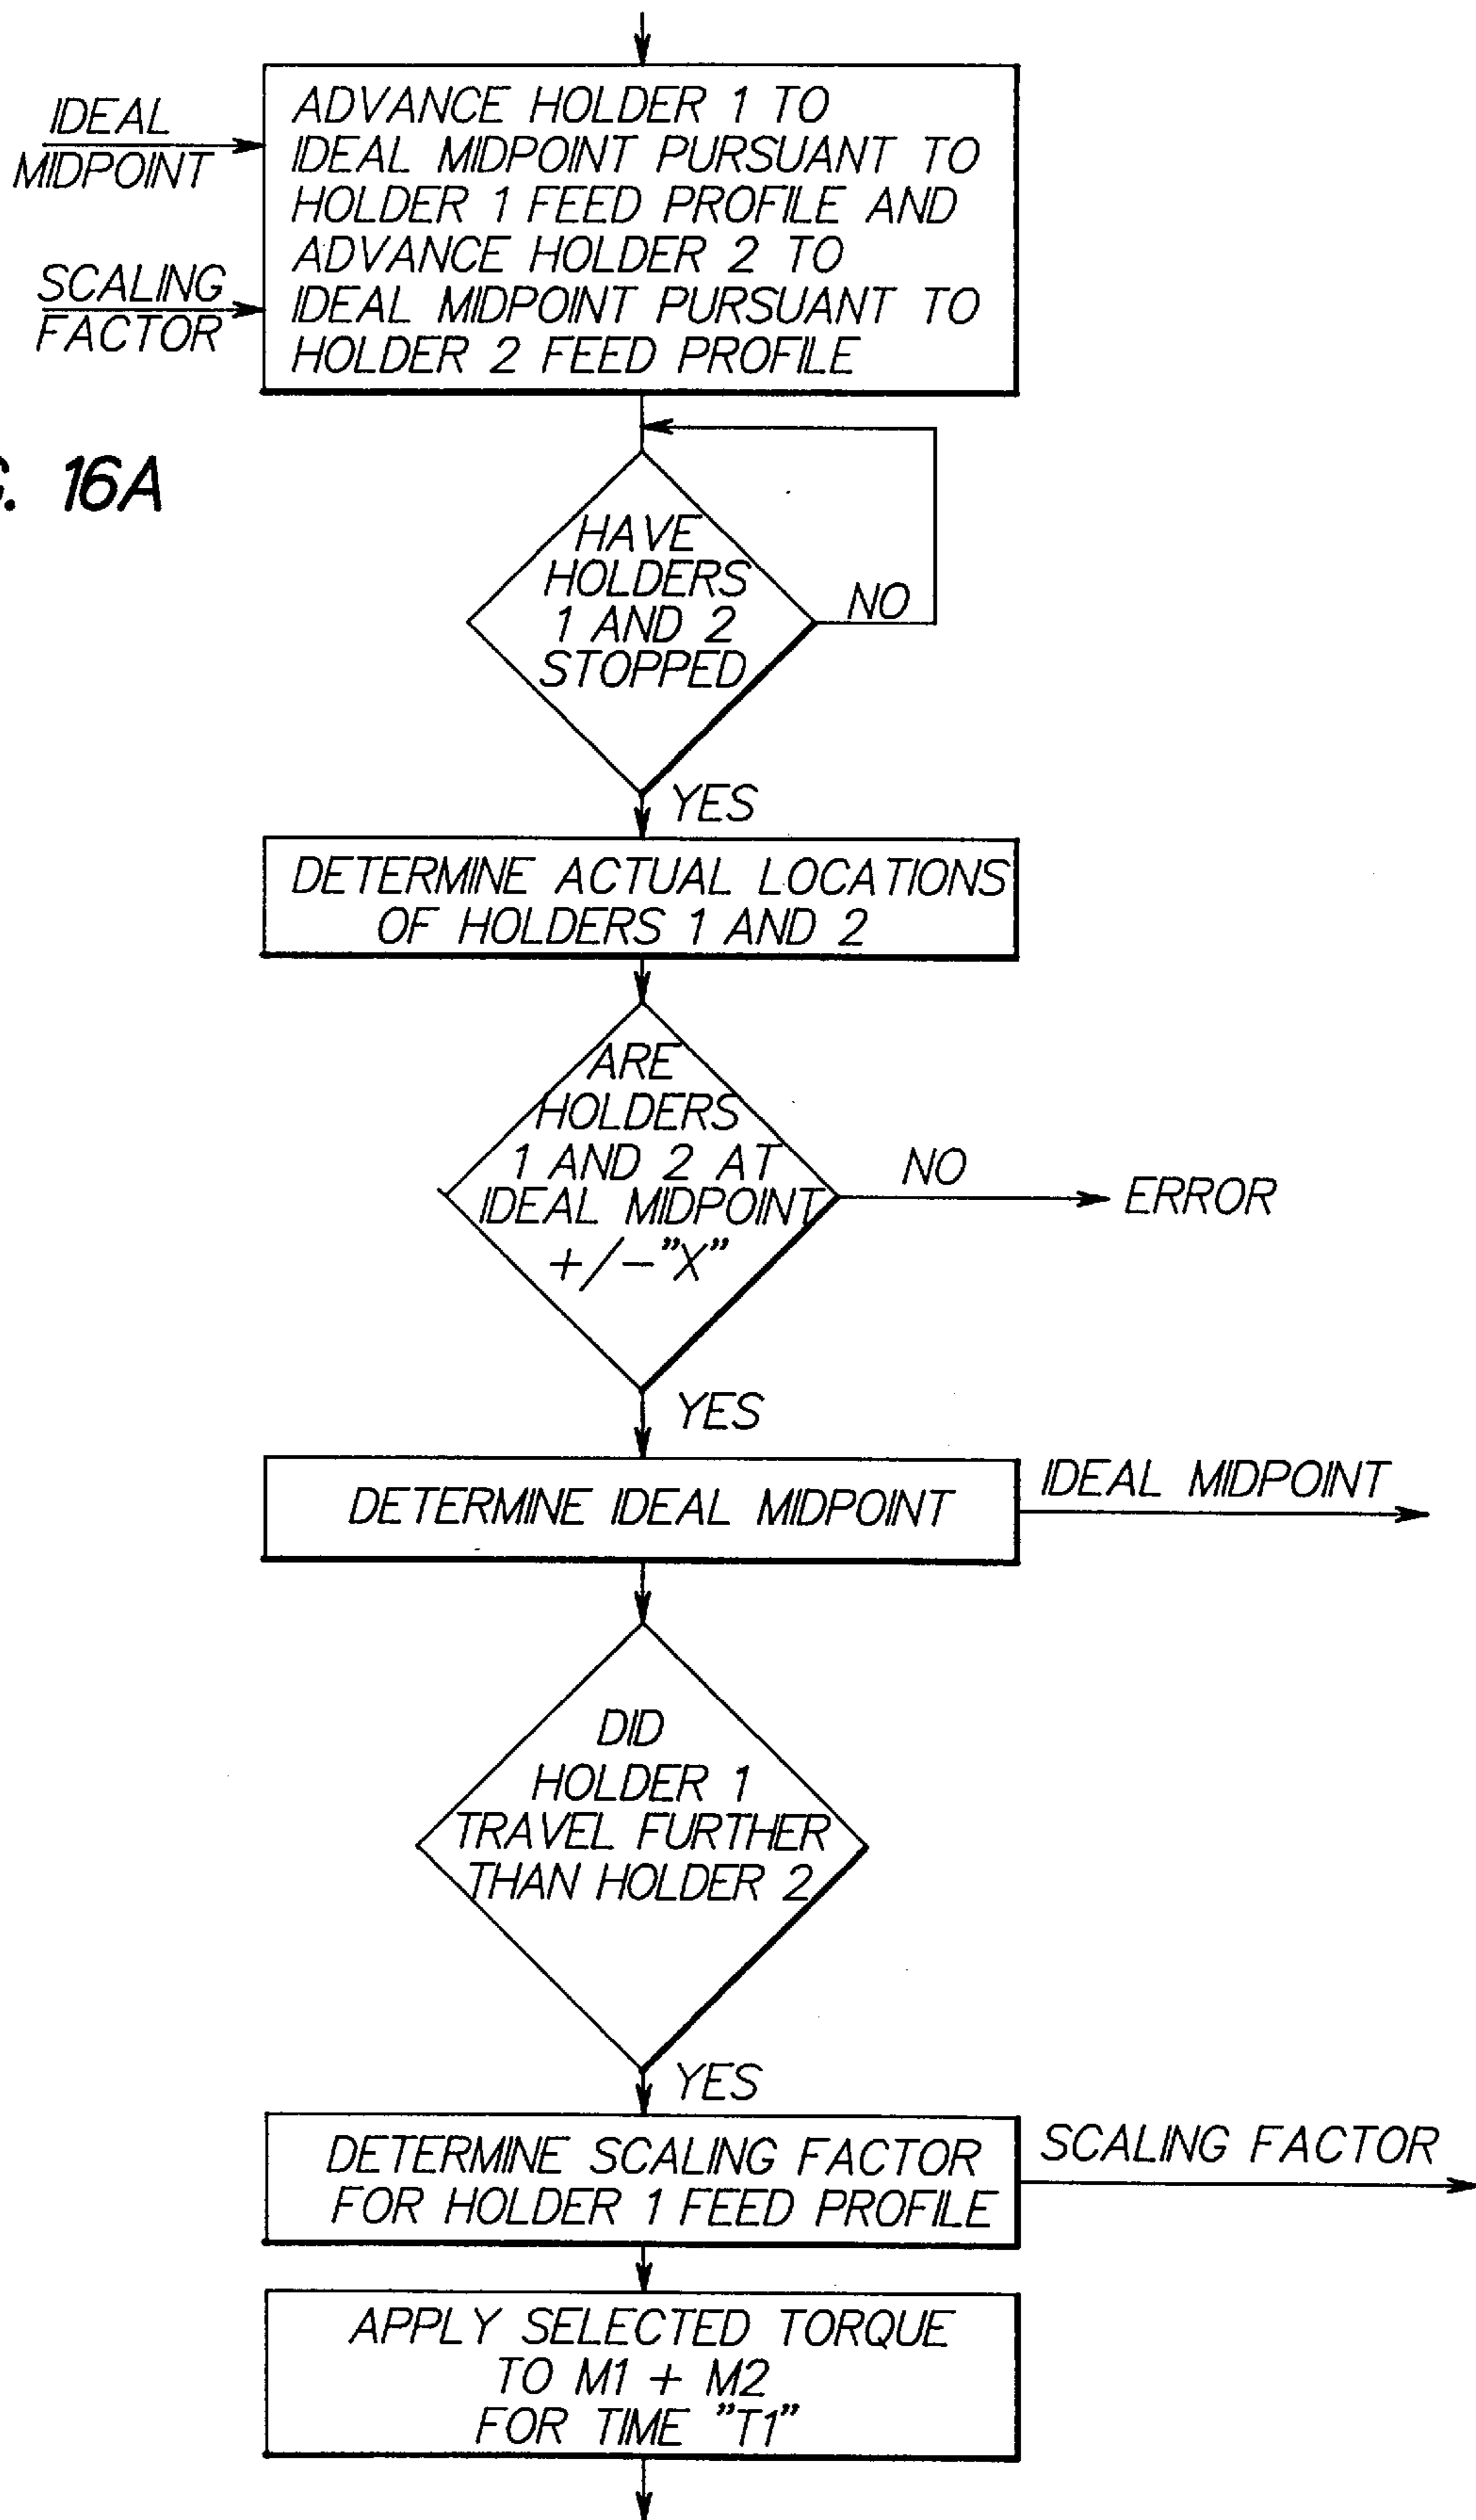 IDEAL
MIDPOINT
SCALING
FACTOR
ADVANCE HOLDER 1 TO
IDEAL MIDPOINT PURSUANT TO
HOLDER 1 FEED PROFILE AND
ADVANCE HOLDER 2 TO
IDEAL MIDPOINT PURSUANT TO
HOLDER 2 FEED PROFILE
16A
HAVE
HOLDERS
1 AND 2
STOPPED
NO
YES
DETERMINE ACTUAL LOCATIONS
OF HOLDERS 1 AND 2
ARE
HOLDERS
1 AND 2 AT
IDEAL MIDPOINT
+/-"X"
NO
ERROR
YES
DETERMINE IDEAL MIDPOINT
IDEAL MIDPOINT
DID
HOLDER 1
TRAVEL FURTHER
THAN HOLDER 2
YES
DETERMINE SCALING FACTOR
FOR HOLDER 1 FEED PROFILE
SCALING FACTOR
APPLY SELECTED TORQUE
TO M1 + M2
FOR TIME "T1"